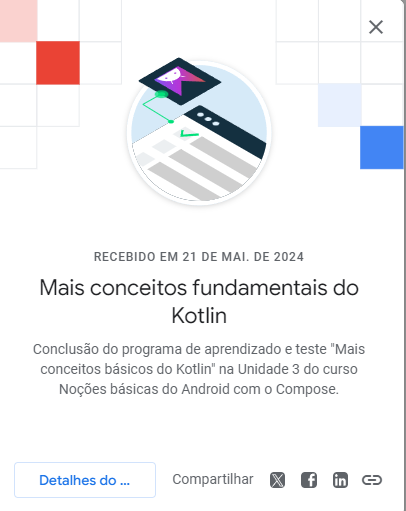 RECEBIDO EM 21 DE MAI. DE 2024
Mais conceitos fundamentais do
Kotlin
Conclusão do programa de aprendizado e teste "Mais
conceitos básicos do Kotlin" na Unidade 3 do curso
Noções básicas do Android com o Compose.
Detalhes do ...
Compartilhar